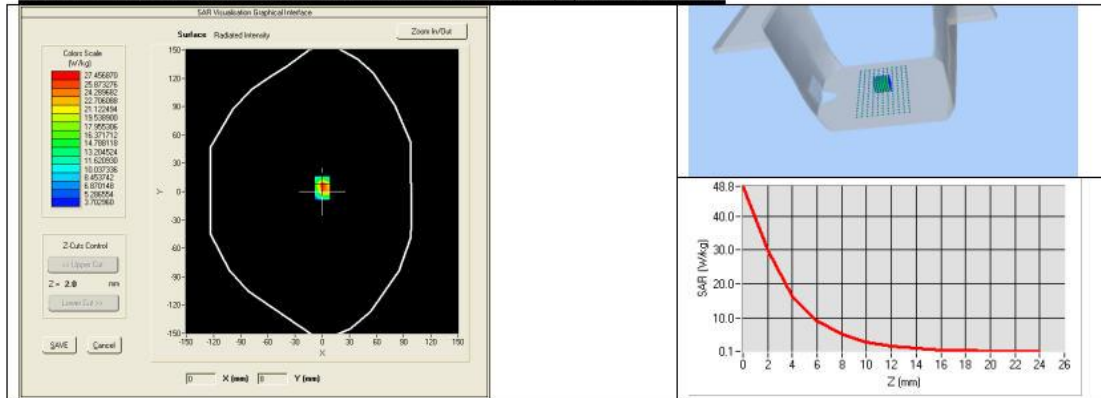 SAR Visualisation Graphical Interface
Surface Radiated Intensity
Zoom In/Out
Colors Scale
(W/kg)
27.456870
25.873276
24.289682
22.706088
21.122494
19.538900
17.955306
16.371712
14.788118
13.204524
11.620930
10.037336
8.453742
6.870148
5.286554
3.702960
Z-Cuts Control
<< Upper Cut
Z = 2.0 mm
Lower Cut >>
SAVE Cancel
150-
120-
90-
60-
30-
0-
-30-
-60-
-90-
-120-
-150-
Y
-150 -120 -90 -60 -30 0 30 60 90 120 150
X
0 X (mm) 0 Y (mm)
48.8-
40.0-
30.0-
20.0-
10.0-
0.1-
SAR (W/kg)
0 2 4 6 8 10 12 14 16 18 20 22 24 26
Z (mm)